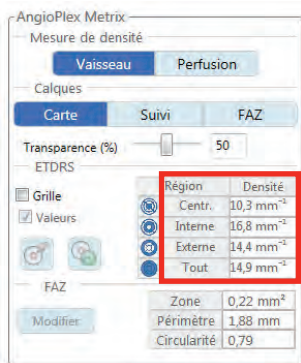 AngioPlex Metrix
Mesure de densité
Vaisseau Perfusion
Calques
Carte Suivi FAZ
Transparence (%) 50
ETDRS
Grille
Valeurs
Région Densité
Centr. 10,3 mm⁻¹
Interne 16,8 mm⁻¹
Externe 14,4 mm⁻¹
Tout 14,9 mm⁻¹
FAZ
Modifier
Zone 0,22 mm²
Périmètre 1,88 mm
Circularité 0,79